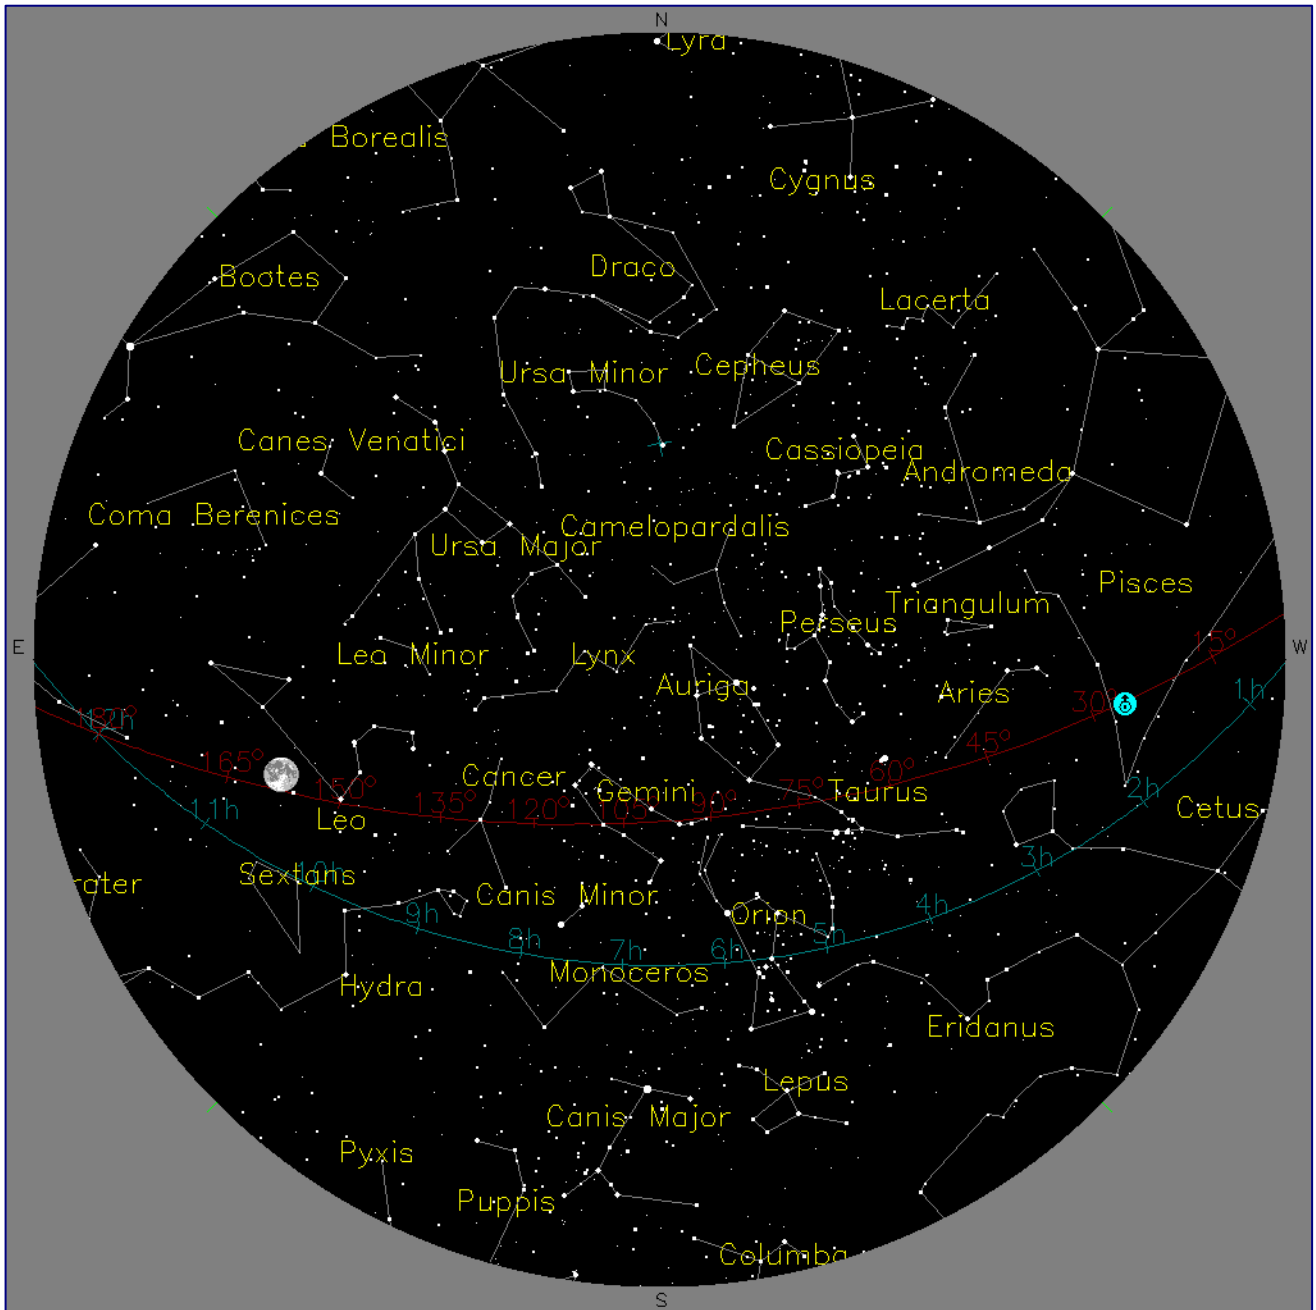 N
Lyra
Borealis
Cygnus
Bootes
Draco
Lacerta
Ursa Minor
Cepheus
Canes Venatici
Cassiopeia
Andromeda
Coma Berenices
Camelopardalis
Ursa Major
Pisces
Triangulum
Perseus
E
Leo Minor
Lynx
W
15°
Auriga
Aries
1h
30°
180°
12h
45°
165°
Cancer
60°
150°
Gemini
75°
Taurus
2h
135°
120°
105°
90°
11h
Cetus
Leo
3h
Sextans
10h
rater
Canis Minor
9h
Orion
4h
8h
7h
6h
5h
Monoceros
Hydra
Eridanus
Lepus
Canis Major
Pyxis
Puppis
Columba
S